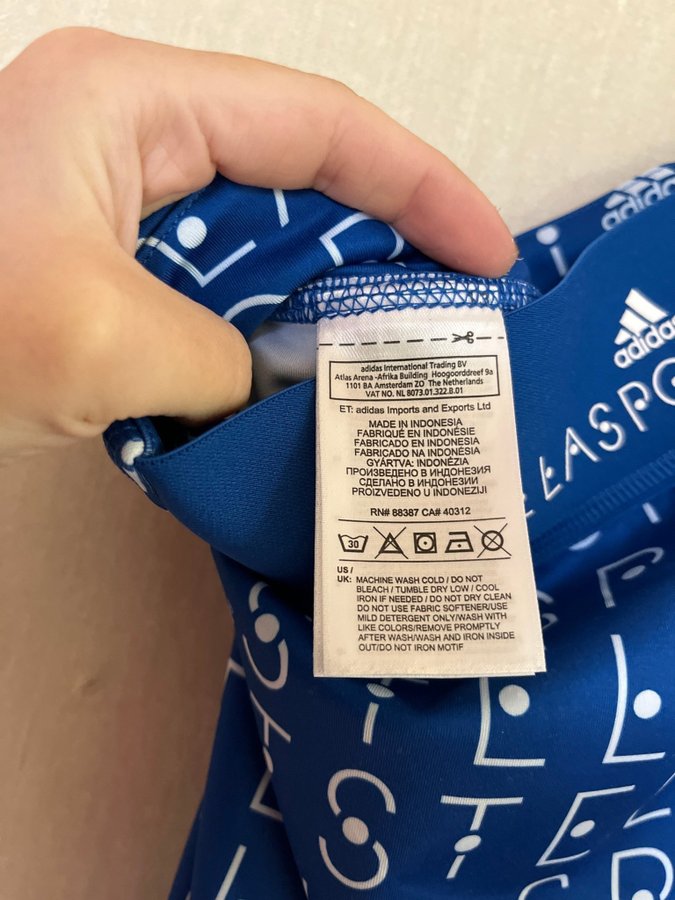 adidas
adidas
LASPO
adidas International Trading BV
Atlas Arena -Afrika Building Hoogoorddreef 9a
1101 BA Amsterdam ZO The Netherlands
VAT NO. NL 8073.01.322.B.01
ET: adidas Imports and Exports Ltd
MADE IN INDONESIA
FABRIQUÉ EN INDONÉSIE
FABRICADO EN INDONESIA
FABRICADO NA INDONÉSIA
GYÁRTVA: INDONÉZIA
ПРОИЗВЕДЕНО В ИНДОНЕЗИЯ
СДЕЛАНО В ИНДОНЕЗИИ
PROIZVEDENO U INDONEZIJI
RN# 88387 CA# 40312
30
US /
UK: MACHINE WASH COLD / DO NOT
BLEACH / TUMBLE DRY LOW / COOL
IRON IF NEEDED / DO NOT DRY CLEAN
DO NOT USE FABRIC SOFTENER/USE
MILD DETERGENT ONLY/WASH WITH
LIKE COLORS/REMOVE PROMPTLY
AFTER WASH/WASH AND IRON INSIDE
OUT/DO NOT IRON MOTIF